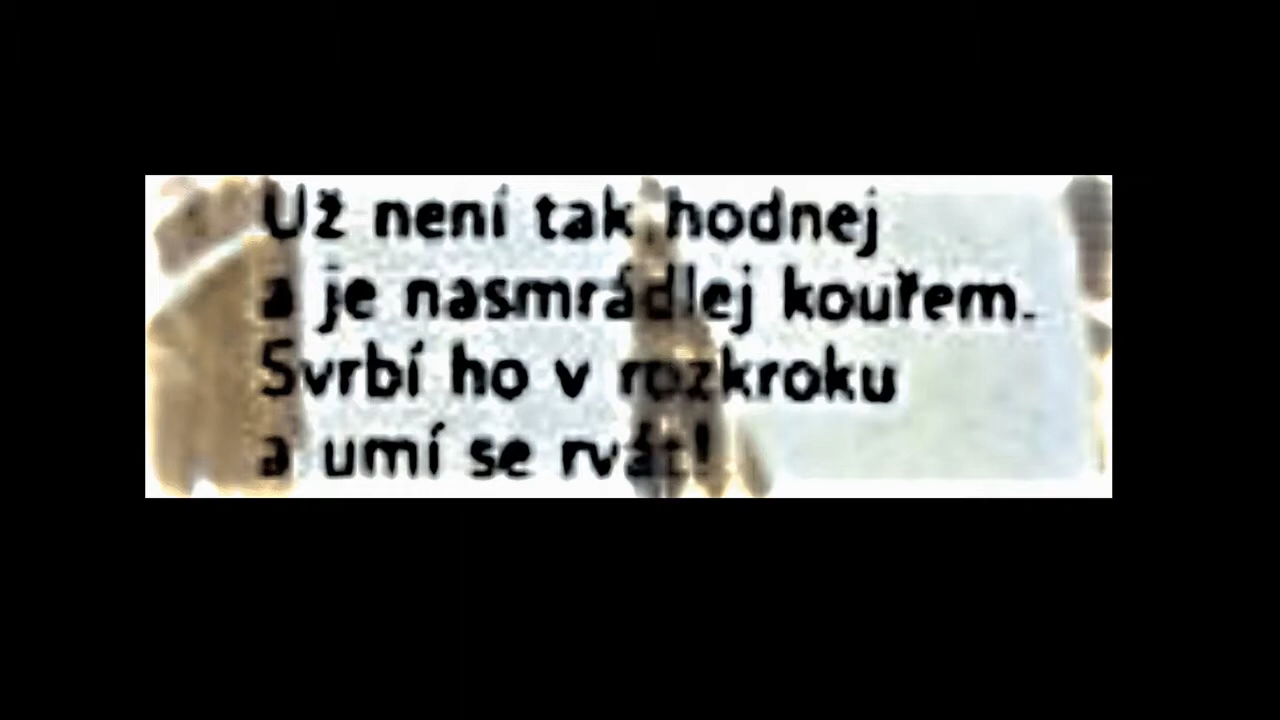 Už není tak hodnej
a je nasmrádlej kouřem.
Svrbí ho v rozkroku
a umí se rvát!